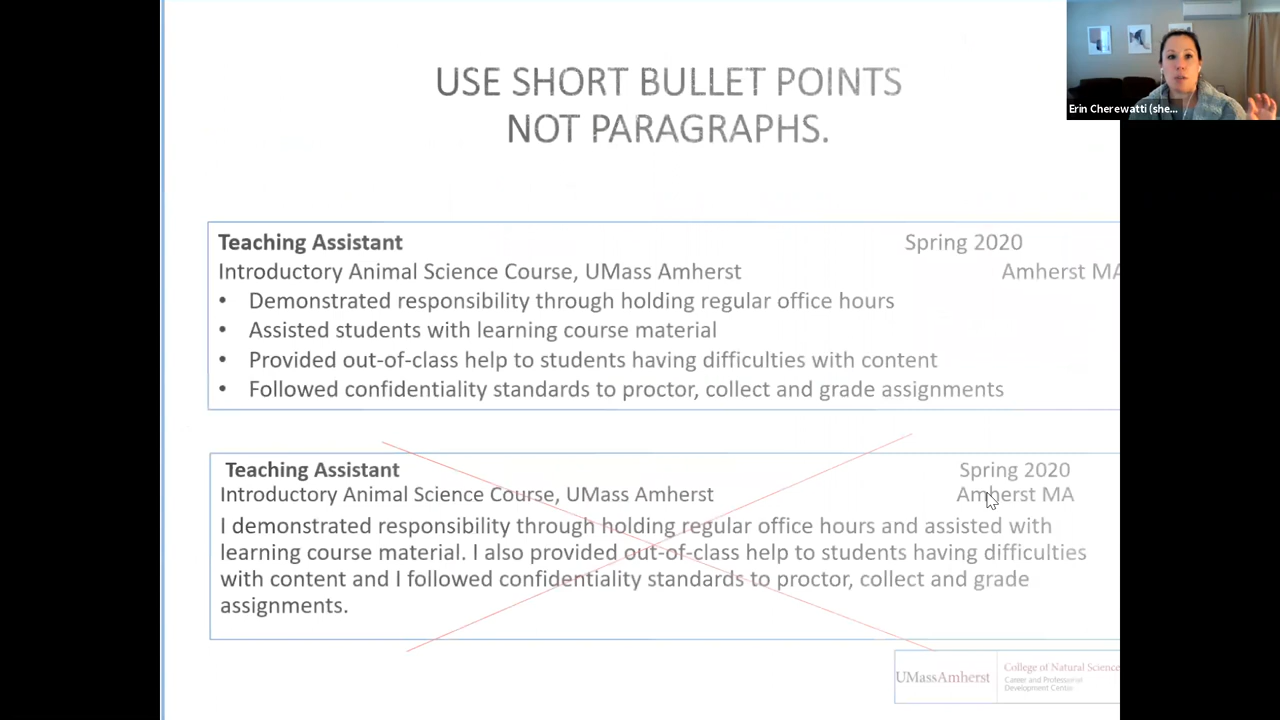 USE SHORT BULLET POINTS
NOT PARAGRAPHS.
Erin Cherewatti (she...
Teaching Assistant Spring 2020
Introductory Animal Science Course, UMass Amherst Amherst MA
• Demonstrated responsibility through holding regular office hours
• Assisted students with learning course material
• Provided out-of-class help to students having difficulties with content
• Followed confidentiality standards to proctor, collect and grade assignments
Teaching Assistant Spring 2020
Introductory Animal Science Course, UMass Amherst Amherst MA
I demonstrated responsibility through holding regular office hours and assisted with
learning course material. I also provided out-of-class help to students having difficulties
with content and I followed confidentiality standards to proctor, collect and grade
assignments.
UMassAmherst
College of Natural Science
Career and Professional
Development Center